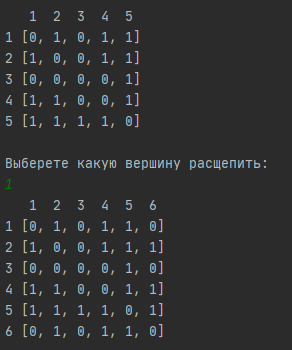 1 2 3 4 5
1 [0, 1, 0, 1, 1]
2 [1, 0, 0, 1, 1]
3 [0, 0, 0, 0, 1]
4 [1, 1, 0, 0, 1]
5 [1, 1, 1, 1, 0]
Выберете какую вершину расщепить:
1
1 2 3 4 5 6
1 [0, 1, 0, 1, 1, 0]
2 [1, 0, 0, 1, 1, 1]
3 [0, 0, 0, 0, 1, 0]
4 [1, 1, 0, 0, 1, 1]
5 [1, 1, 1, 1, 0, 1]
6 [0, 1, 0, 1, 1, 0]